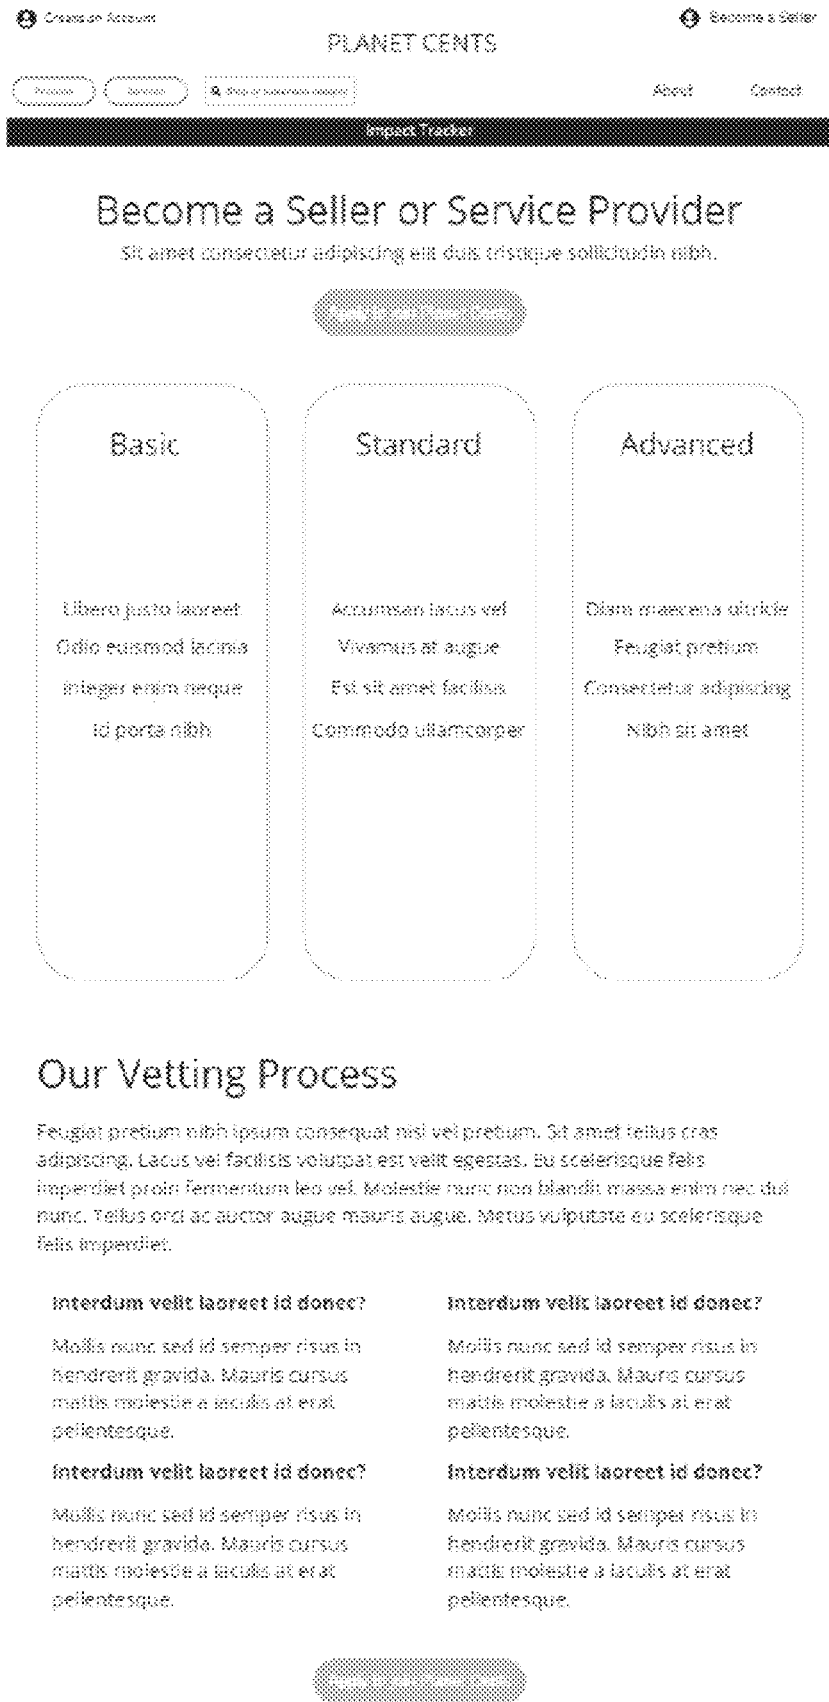 Create an Account
Become a Seller
PLANET CENTS
Products
Services
About
Contact
Impact Tracker
Become a Seller or Service Provider
Sit amet consectetur adipiscing elit duis tristique sollicitudin nibh.
Basic
Standard
Advanced
Libero justo laoreet
Accumsan lacus vel
Diam maecena ultricie
Odio euismod lacinia
Vivamus at augue
Feugiat pretium
integer enim neque
Est sit amet facilisis
Consectetur adipiscing
Id porta nibh
Commodo ullamcorper
Nibh sit amet
Our Vetting Process
Feugiat pretium nibh ipsum consequat nisl vel pretium. Sit amet tellus cras
adipiscing. Lacus vel facilisis volutpat est velit egestas. Eu scelerisque felis
imperdiet proin fermentum leo vel. Molestie nunc non blandit massa enim nec dui
nunc. Tellus orci ac auctor augue mauris augue. Metus vulputate eu scelerisque
felis imperdiet.
Interdum velit laoreet id donec?
Mollis nunc sed id semper risus in
hendrerit gravida. Mauris cursus
mattis molestie a iaculis at erat
pellentesque.
Interdum velit laoreet id donec?
Mollis nunc sed id semper risus in
hendrerit gravida. Mauris cursus
mattis molestie a iaculis at erat
pellentesque.
Interdum velit laoreet id donec?
Mollis nunc sed id semper risus in
hendrerit gravida. Mauris cursus
mattis molestie a iaculis at erat
pellentesque.
Interdum velit laoreet id donec?
Mollis nunc sed id semper risus in
hendrerit gravida. Mauris cursus
mattis molestie a iaculis at erat
pellentesque.